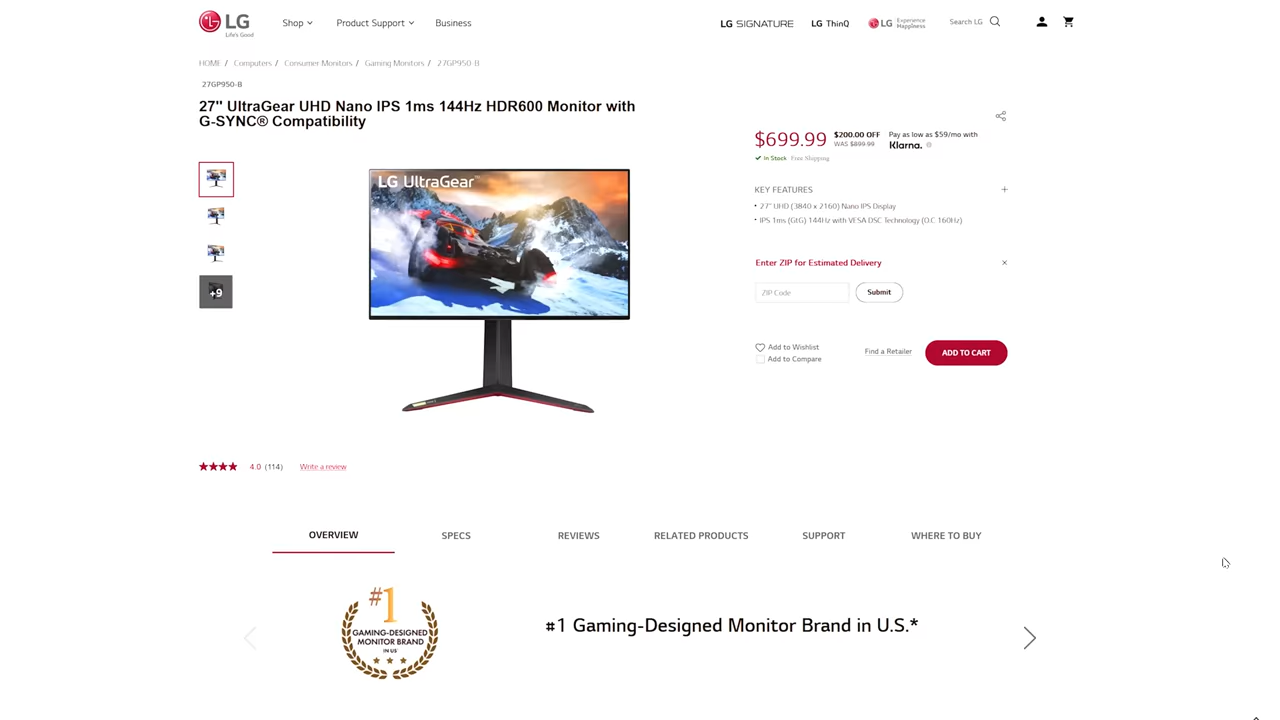 LG
Life's Good
Shop
Product Support
Business
LG SIGNATURE
LG ThinQ
LG Experience Happiness
Search LG
HOME / Computers / Consumer Monitors / Gaming Monitors / 27GP950-B
27GP950-B
27" UltraGear UHD Nano IPS 1ms 144Hz HDR600 Monitor with
G-SYNC® Compatibility
+9
LG UltraGear™
$699.99
$200.00 OFF
WAS $899.99
Pay as low as $59/mo with
Klarna.
In Stock Free Shipping
KEY FEATURES
• 27" UHD (3840 x 2160) Nano IPS Display
• IPS 1ms (GtG) 144Hz with VESA DSC Technology (O.C 160Hz)
Enter ZIP for Estimated Delivery
ZIP Code
Submit
Add to Wishlist
Add to Compare
Find a Retailer
ADD TO CART
4.0 (114)
Write a review
OVERVIEW
SPECS
REVIEWS
RELATED PRODUCTS
SUPPORT
WHERE TO BUY
#1
GAMING-DESIGNED
MONITOR BRAND
IN US
#1 Gaming-Designed Monitor Brand in U.S.*